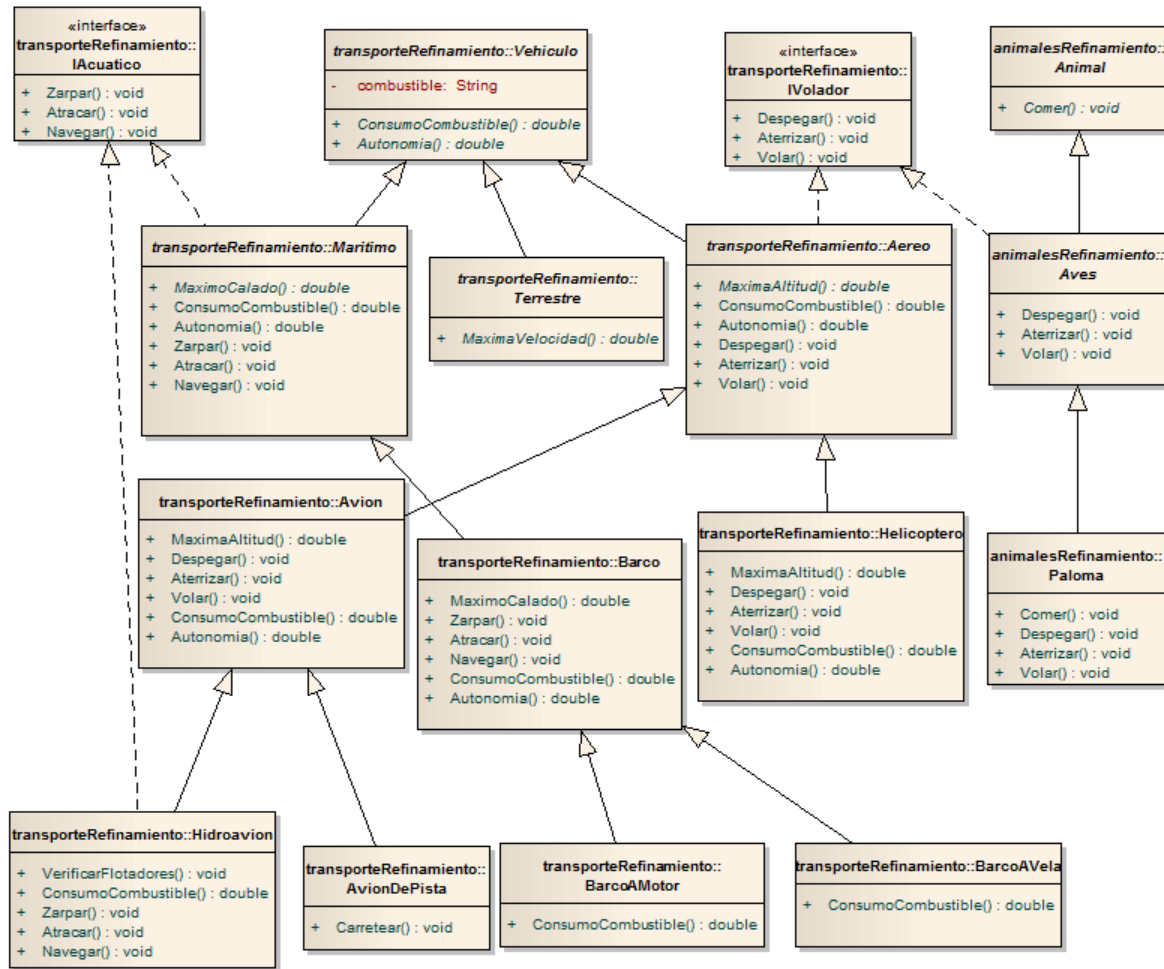 «interface»
transporteRefinamiento::
IAcuatico
+ Zarpar() : void
+ Atracar() : void
+ Navegar() : void
transporteRefinamiento::Vehiculo
- combustible: String
+ ConsumoCombustible() : double
+ Autonomia() : double
«interface»
transporteRefinamiento::
IVolador
+ Despegar() : void
+ Aterrizar() : void
+ Volar() : void
animalesRefinamiento::
Animal
+ Comer() : void
transporteRefinamiento::Maritimo
+ MaximoCalado() : double
+ ConsumoCombustible() : double
+ Autonomia() : double
+ Zarpar() : void
+ Atracar() : void
+ Navegar() : void
transporteRefinamiento::
Terrestre
+ MaximaVelocidad() : double
transporteRefinamiento::Aereo
+ MaximaAltitud() : double
+ ConsumoCombustible() : double
+ Autonomia() : double
+ Despegar() : void
+ Aterrizar() : void
+ Volar() : void
animalesRefinamiento::
Aves
+ Despegar() : void
+ Aterrizar() : void
+ Volar() : void
transporteRefinamiento::Avion
+ MaximaAltitud() : double
+ Despegar() : void
+ Aterrizar() : void
+ Volar() : void
+ ConsumoCombustible() : double
+ Autonomia() : double
transporteRefinamiento::Barco
+ MaximoCalado() : double
+ Zarpar() : void
+ Atracar() : void
+ Navegar() : void
+ ConsumoCombustible() : double
+ Autonomia() : double
transporteRefinamiento::Helicoptero
+ MaximaAltitud() : double
+ Despegar() : void
+ Aterrizar() : void
+ Volar() : void
+ ConsumoCombustible() : double
+ Autonomia() : double
animalesRefinamiento::
Paloma
+ Comer() : void
+ Despegar() : void
+ Aterrizar() : void
+ Volar() : void
transporteRefinamiento::Hidroavion
+ VerificarFlotadores() : void
+ ConsumoCombustible() : double
+ Zarpar() : void
+ Atracar() : void
+ Navegar() : void
transporteRefinamiento::
AvionDePista
+ Carretear() : void
transporteRefinamiento::
BarcoAMotor
+ ConsumoCombustible() : double
transporteRefinamiento::BarcoAVela
+ ConsumoCombustible() : double